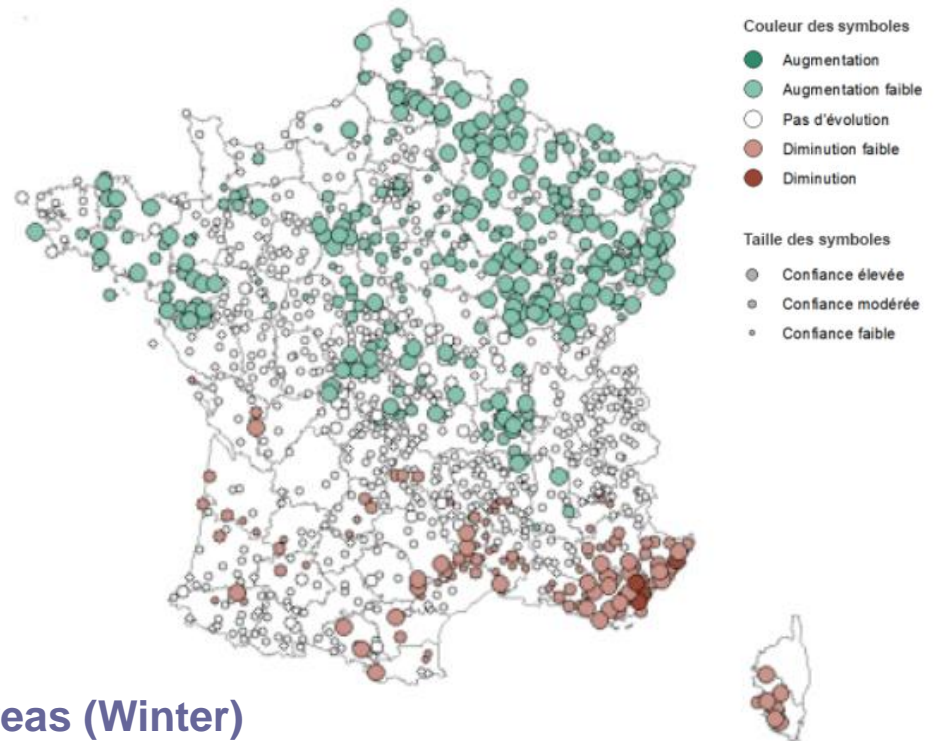 Couleur des symboles
Augmentation
Augmentation faible
Pas d'évolution
Diminution faible
Diminution
Taille des symboles
Confiance élevée
Confiance modérée
Confiance faible
eas (Winter)